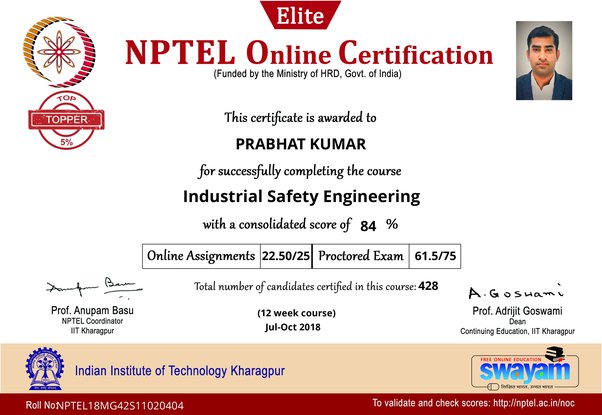 Elite
NPTEL Online Certification
(Funded by the Ministry of HRD, Govt. of India)
TOP
TOPPER
5%
This certificate is awarded to
PRABHAT KUMAR
for successfully completing the course
Industrial Safety Engineering
with a consolidated score of 84 %
Online Assignments 22.50/25 Proctored Exam 61.5/75
Total number of candidates certified in this course: 428
Anupam Basu
A. Goswami
Prof. Anupam Basu
NPTEL Coordinator
IIT Kharagpur
(12 week course)
Jul-Oct 2018
Prof. Adrijit Goswami
Dean
Continuing Education, IIT Kharagpur
Indian Institute of Technology Kharagpur
FREE ONLINE EDUCATION
swayam
शिक्षित भारत, उन्नत भारत
Roll No:NPTEL18MG42S11020404
To validate and check scores: http://nptel.ac.in/noc